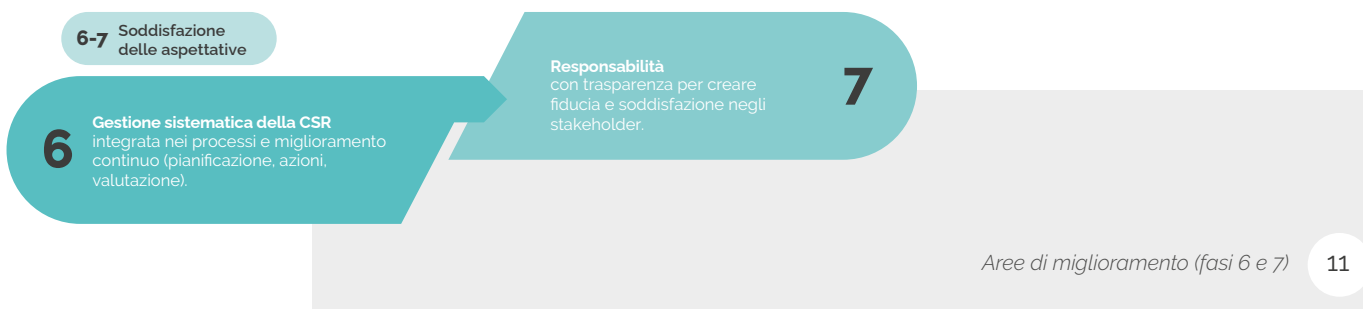 6-7 Soddisfazione
delle aspettative
6
Gestione sistematica della CSR
integrata nei processi e miglioramento
continuo (pianificazione, azioni,
valutazione).
Responsabilità
con trasparenza per creare
fiducia e soddisfazione negli
stakeholder.
7
Aree di miglioramento (fasi 6 e 7)
11